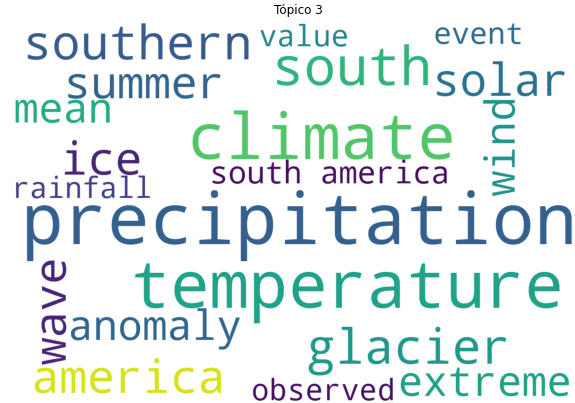 Tópico 3
southern
value
event
summer
south
solar
mean
climate
wind
ice
south america
rainfall
precipitation
temperature
wave
anomaly
glacier
america
observed
extreme